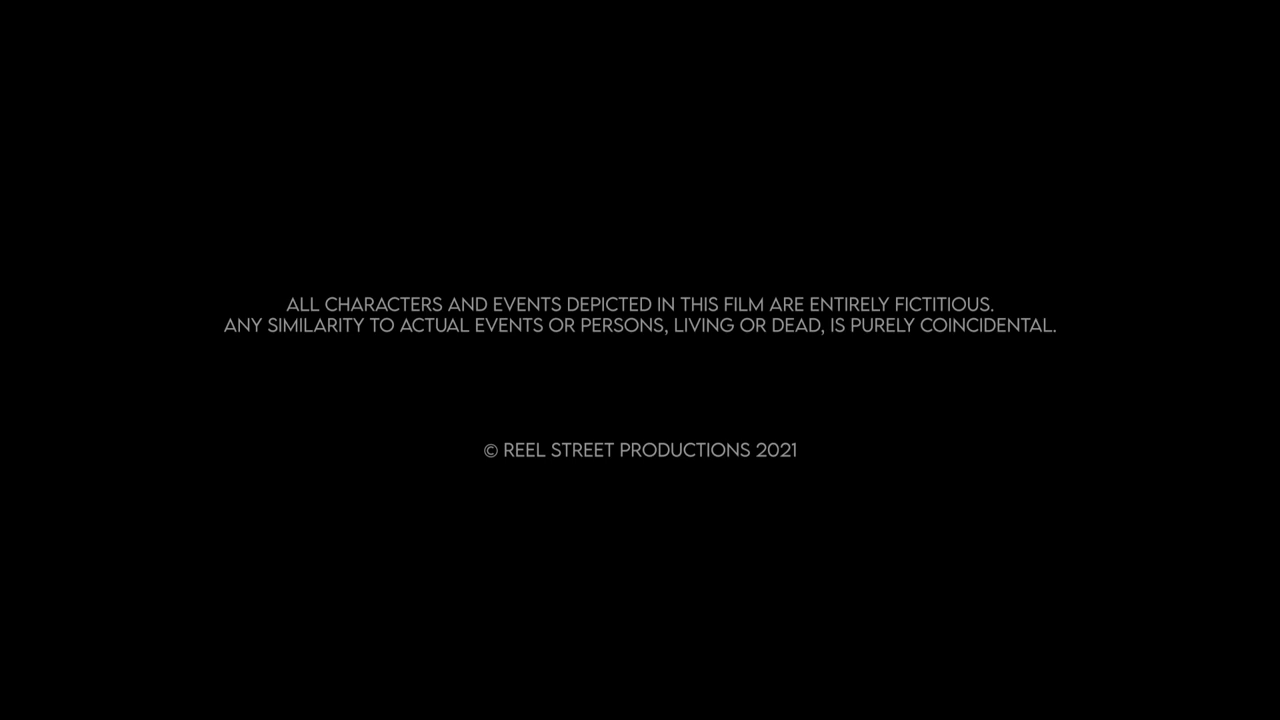 ALL CHARACTERS AND EVENTS DEPICTED IN THIS FILM ARE ENTIRELY FICTITIOUS.
ANY SIMILARITY TO ACTUAL EVENTS OR PERSONS, LIVING OR DEAD, IS PURELY COINCIDENTAL.
© REEL STREET PRODUCTIONS 2021